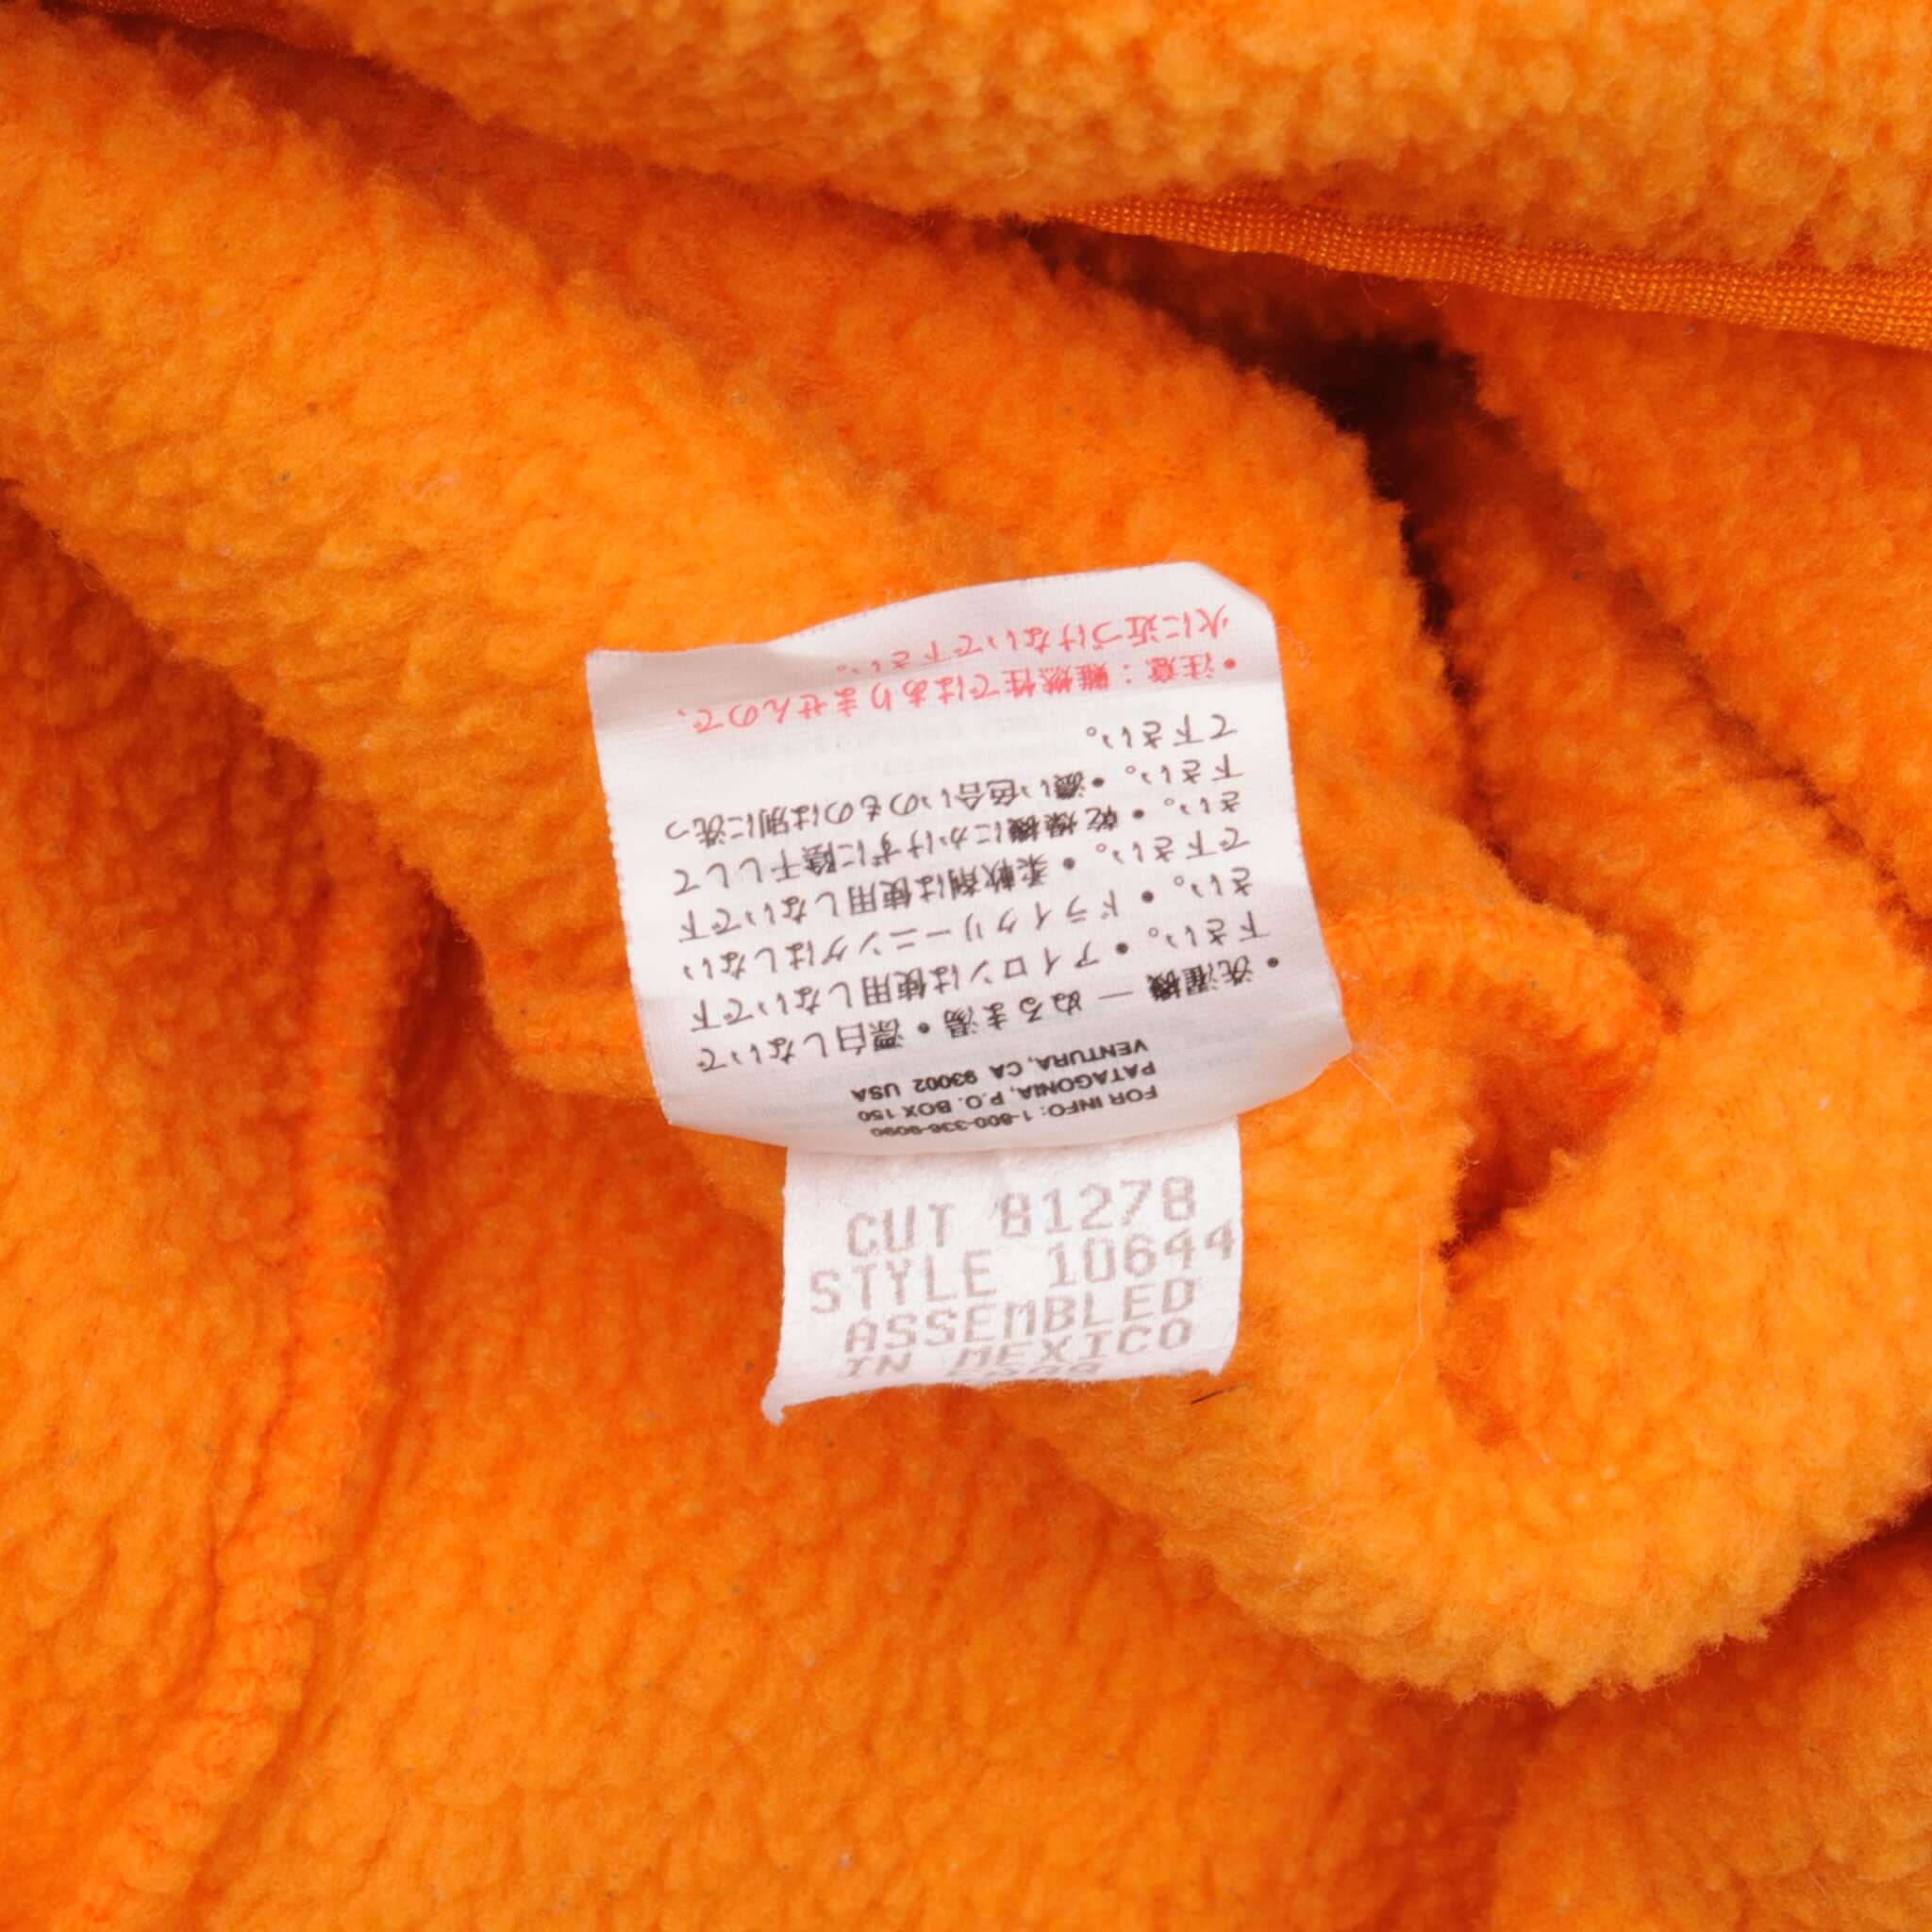 FOR INFO: 1-800-336-9090
PATAGONIA, P.O. BOX 150
VENTURA, CA 93002 USA
• 洗濯機 — ぬるま湯 • 漂白しないで
下さい。 • アイロンは使用しないで下
さい。 • ドライクリーニングはしない
で下さい。 • 柔軟剤は使用しないで下
さい。 • 乾燥機にかけずに陰干しして
下さい。 • 濃い色合いのものは別に洗っ
て下さい。
• 注意:難燃性ではありませんので、
火に近づけないで下さい。
CUT 81278
STYLE 10644
ASSEMBLED
IN MEXICO